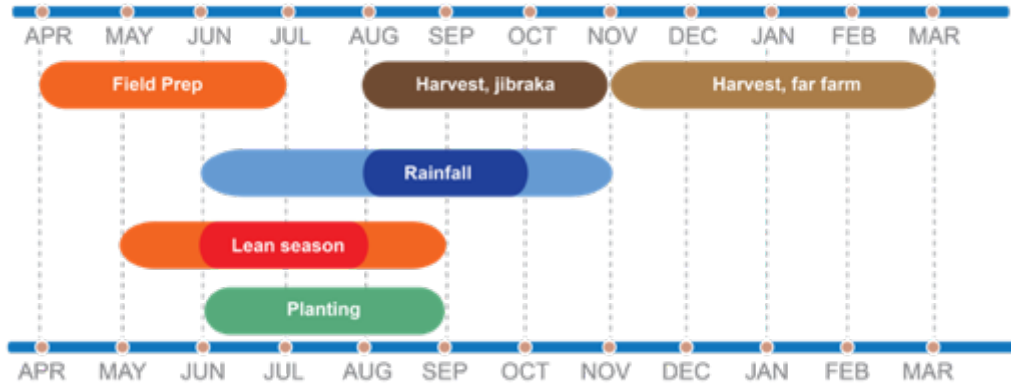 APR MAY JUN JUL AUG SEP OCT NOV DEC JAN FEB MAR
Field Prep Harvest, jibraka Harvest, far farm
Rainfall
Lean season
Planting
APR MAY JUN JUL AUG SEP OCT NOV DEC JAN FEB MAR